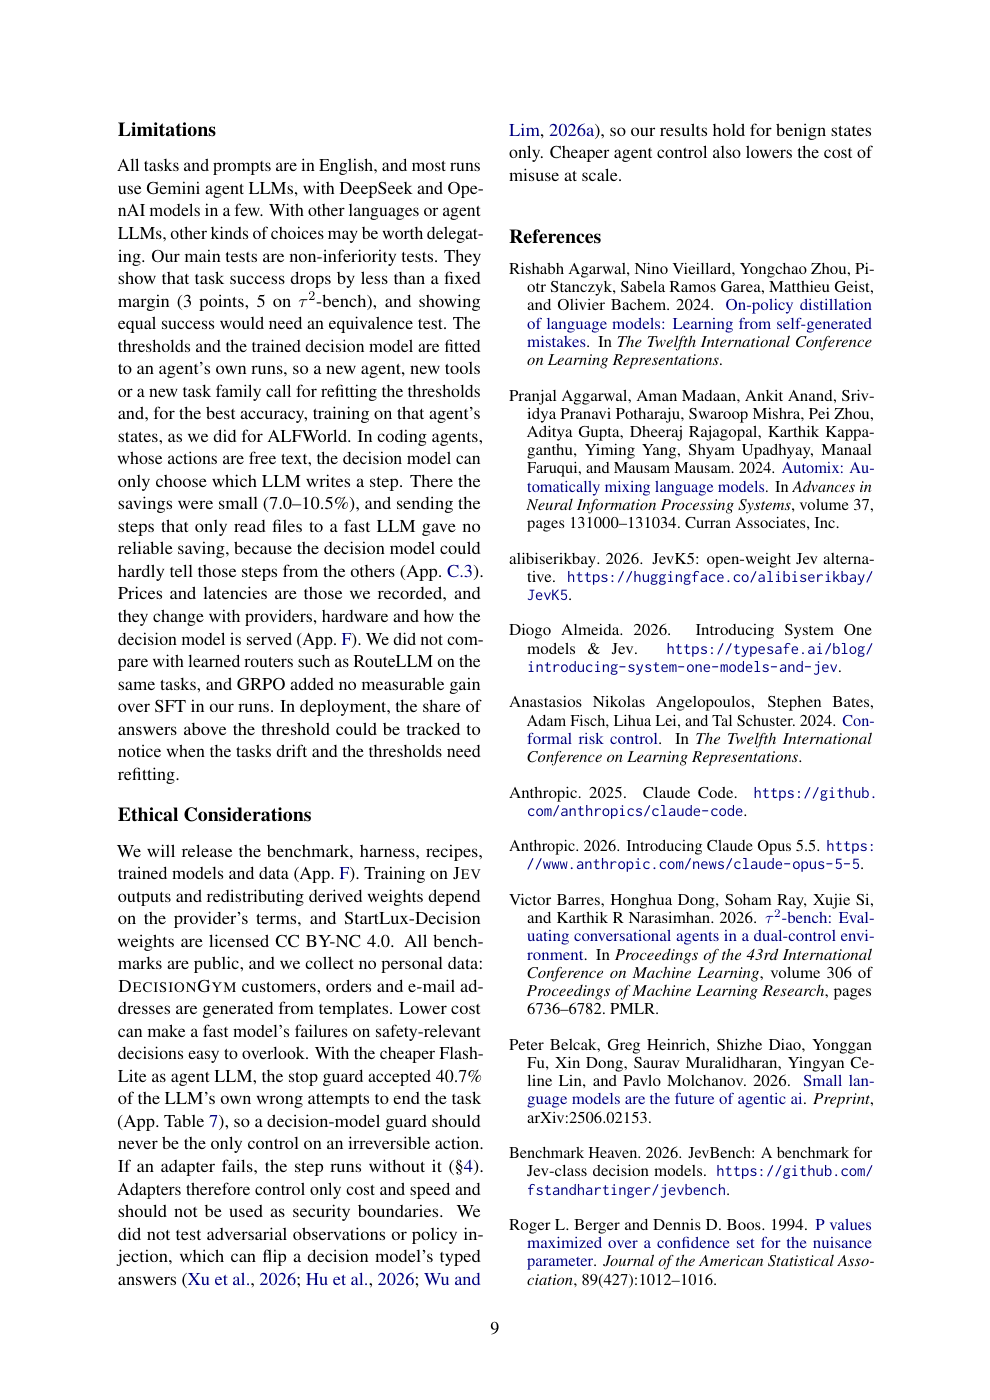 Limitations
All tasks and prompts are in English, and most runs
use Gemini agent LLMs, with DeepSeek and Ope-
nAI models in a few. With other languages or agent
LLMs, other kinds of choices may be worth delegat-
ing. Our main tests are non-inferiority tests. They
show that task success drops by less than a fixed
margin (3 points, 5 on τ²-bench), and showing
equal success would need an equivalence test. The
thresholds and the trained decision model are fitted
to an agent's own runs, so a new agent, new tools
or a new task family call for refitting the thresholds
and, for the best accuracy, training on that agent's
states, as we did for ALFWorld. In coding agents,
whose actions are free text, the decision model can
only choose which LLM writes a step. There the
savings were small (7.0–10.5%), and sending the
steps that only read files to a fast LLM gave no
reliable saving, because the decision model could
hardly tell those steps from the others (App. C.3).
Prices and latencies are those we recorded, and
they change with providers, hardware and how the
decision model is served (App. F). We did not com-
pare with learned routers such as RouteLLM on the
same tasks, and GRPO added no measurable gain
over SFT in our runs. In deployment, the share of
answers above the threshold could be tracked to
notice when the tasks drift and the thresholds need
refitting.
Ethical Considerations
We will release the benchmark, harness, recipes,
trained models and data (App. F). Training on JEV
outputs and redistributing derived weights depend
on the provider's terms, and StartLux-Decision
weights are licensed CC BY-NC 4.0. All bench-
marks are public, and we collect no personal data:
DECISIONGYM customers, orders and e-mail ad-
dresses are generated from templates. Lower cost
can make a fast model's failures on safety-relevant
decisions easy to overlook. With the cheaper Flash-
Lite as agent LLM, the stop guard accepted 40.7%
of the LLM's own wrong attempts to end the task
(App. Table 7), so a decision-model guard should
never be the only control on an irreversible action.
If an adapter fails, the step runs without it (§4).
Adapters therefore control only cost and speed and
should not be used as security boundaries. We
did not test adversarial observations or policy in-
jection, which can flip a decision model's typed
answers (Xu et al., 2026; Hu et al., 2026; Wu and
Lim, 2026a), so our results hold for benign states
only. Cheaper agent control also lowers the cost of
misuse at scale.
References
Rishabh Agarwal, Nino Vieillard, Yongchao Zhou, Pi-
otr Stanczyk, Sabela Ramos Garea, Matthieu Geist,
and Olivier Bachem. 2024. On-policy distillation
of language models: Learning from self-generated
mistakes. In The Twelfth International Conference
on Learning Representations.
Pranjal Aggarwal, Aman Madaan, Ankit Anand, Sriv-
idya Pranavi Potharaju, Swaroop Mishra, Pei Zhou,
Aditya Gupta, Dheeraj Rajagopal, Karthik Kappa-
ganthu, Yiming Yang, Shyam Upadhyay, Manaal
Faruqui, and Mausam Mausam. 2024. Automix: Au-
tomatically mixing language models. In Advances in
Neural Information Processing Systems, volume 37,
pages 131000–131034. Curran Associates, Inc.
alibiserikbay. 2026. JevK5: open-weight Jev alterna-
tive. https://huggingface.co/alibiserikbay/
JevK5.
Diogo Almeida. 2026. Introducing System One
models & Jev. https://typesafe.ai/blog/
introducing-system-one-models-and-jev.
Anastasios Nikolas Angelopoulos, Stephen Bates,
Adam Fisch, Lihua Lei, and Tal Schuster. 2024. Con-
formal risk control. In The Twelfth International
Conference on Learning Representations.
Anthropic. 2025. Claude Code. https://github.
com/anthropics/claude-code.
Anthropic. 2026. Introducing Claude Opus 5.5. https:
//www.anthropic.com/news/claude-opus-5-5.
Victor Barres, Honghua Dong, Soham Ray, Xujie Si,
and Karthik R Narasimhan. 2026. τ²-bench: Eval-
uating conversational agents in a dual-control envi-
ronment. In Proceedings of the 43rd International
Conference on Machine Learning, volume 306 of
Proceedings of Machine Learning Research, pages
6736–6782. PMLR.
Peter Belcak, Greg Heinrich, Shizhe Diao, Yonggan
Fu, Xin Dong, Saurav Muralidharan, Yingyan Ce-
line Lin, and Pavlo Molchanov. 2026. Small lan-
guage models are the future of agentic ai. Preprint,
arXiv:2506.02153.
Benchmark Heaven. 2026. JevBench: A benchmark for
Jev-class decision models. https://github.com/
fstandhartinger/jevbench.
Roger L. Berger and Dennis D. Boos. 1994. P values
maximized over a confidence set for the nuisance
parameter. Journal of the American Statistical Asso-
ciation, 89(427):1012–1016.
9